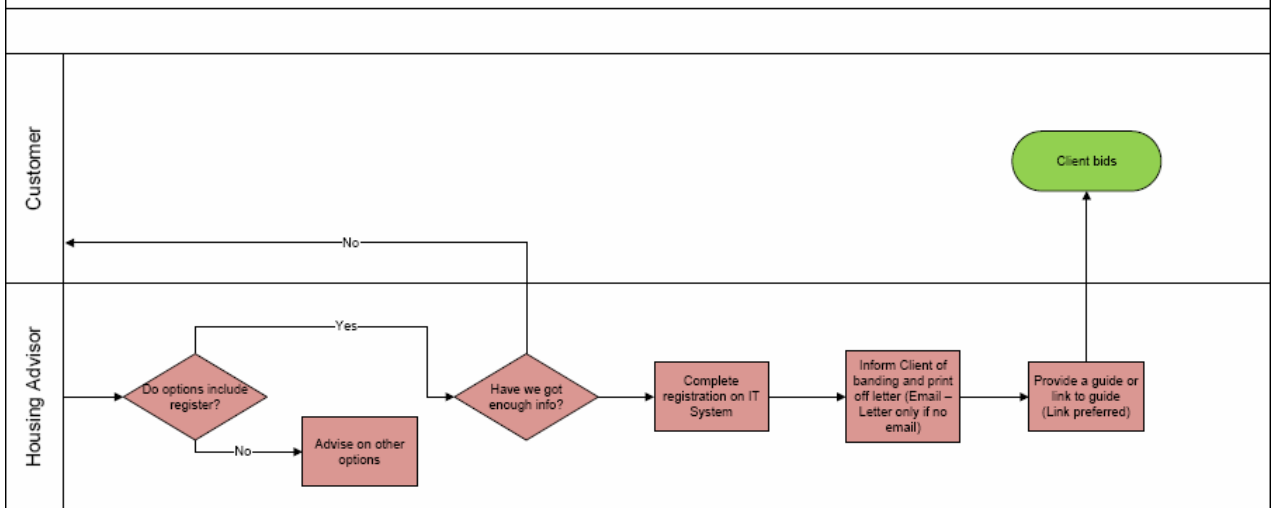 Customer
Client bids
No
Housing Advisor
Yes
Do options include
register?
No
Advise on other
options
Have we got
enough info?
Complete
registration on IT
System
Inform Client of
banding and print
off letter (Email –
Letter only if no
email)
Provide a guide or
link to guide
(Link preferred)